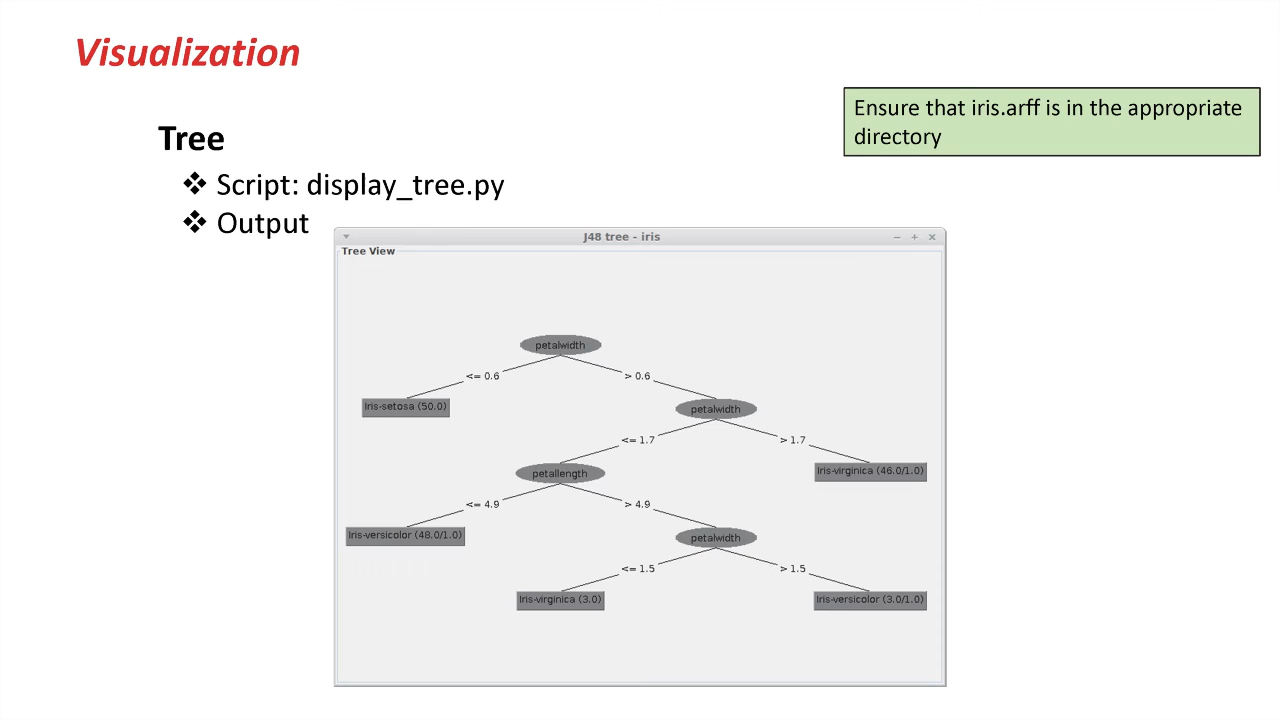 Visualization
Ensure that iris.arff is in the appropriate
directory
Tree
❖ Script: display_tree.py
❖ Output
J48 tree - iris
Tree View
petalwidth
<= 0.6
> 0.6
Iris-setosa (50.0)
petalwidth
<= 1.7
> 1.7
petallength
Iris-virginica (46.0/1.0)
<= 4.9
> 4.9
Iris-versicolor (48.0/1.0)
petalwidth
<= 1.5
> 1.5
Iris-virginica (3.0)
Iris-versicolor (3.0/1.0)